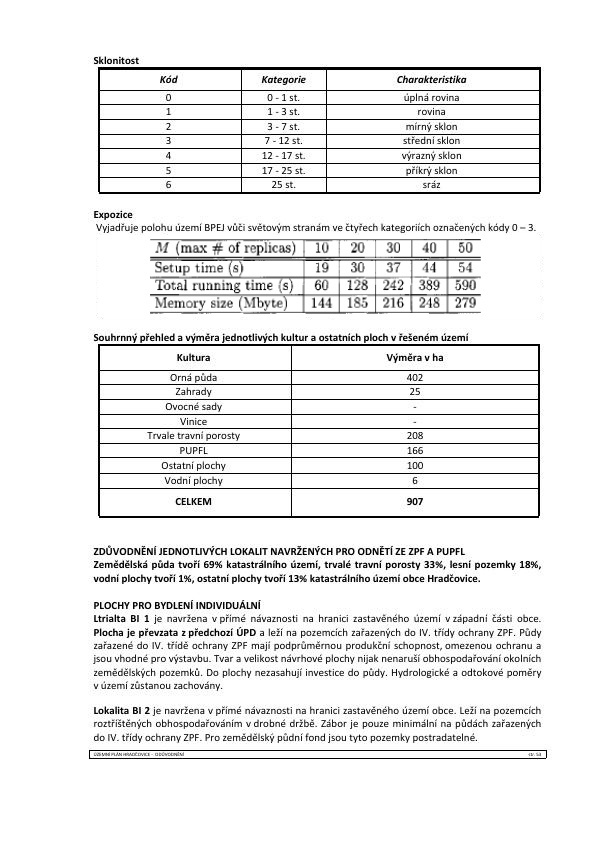 Sklonitost
Kód Kategorie Charakteristika
0 0 - 1 st. úplná rovina
1 1 - 3 st. rovina
2 3 - 7 st. mírný sklon
3 7 - 12 st. střední sklon
4 12 - 17 st. výrazný sklon
5 17 - 25 st. příkrý sklon
6 25 st. sráz
Expozice
Vyjadřuje polohu území BPEJ vůči světovým stranám ve čtyřech kategoriích označených kódy 0 – 3.
M (max # of replicas) 10 20 30 40 50
Setup time (s) 19 30 37 44 54
Total running time (s) 60 128 242 389 590
Memory size (Mbyte) 144 185 216 248 279
Souhrnný přehled a výměra jednotlivých kultur a ostatních ploch v řešeném území
Kultura Výměra v ha
Orná půda 402
Zahrady 25
Ovocné sady -
Vinice -
Trvale travní porosty 208
PUPFL 166
Ostatní plochy 100
Vodní plochy 6
CELKEM 907
ZDŮVODNĚNÍ JEDNOTLIVÝCH LOKALIT NAVRŽENÝCH PRO ODNĚTÍ ZE ZPF A PUPFL
Zemědělská půda tvoří 69% katastrálního území, trvalé travní porosty 33%, lesní pozemky 18%,
vodní plochy tvoří 1%, ostatní plochy tvoří 13% katastrálního území obce Hradčovice.
PLOCHY PRO BYDLENÍ INDIVIDUÁLNÍ
Ltrialta BI 1 je navržena v přímé návaznosti na hranici zastavěného území v západní části obce.
Plocha je převzata z předchozí ÚPD a leží na pozemcích zařazených do IV. třídy ochrany ZPF. Půdy
zařazené do IV. třídě ochrany ZPF mají podprůměrnou produkční schopnost, omezenou ochranu a
jsou vhodné pro výstavbu. Tvar a velikost návrhové plochy nijak nenaruší obhospodařování okolních
zemědělských pozemků. Do plochy nezasahují investice do půdy. Hydrologické a odtokové poměry
v území zůstanou zachovány.
Lokalita BI 2 je navržena v přímé návaznosti na hranici zastavěného území obce. Leží na pozemcích
roztříštěných obhospodařováním v drobné držbě. Zábor je pouze minimální na půdách zařazených
do IV. třídy ochrany ZPF. Pro zemědělský půdní fond jsou tyto pozemky postradatelné.
ÚZEMNÍ PLÁN HRADČOVICE - ODŮVODNĚNÍ str. 53